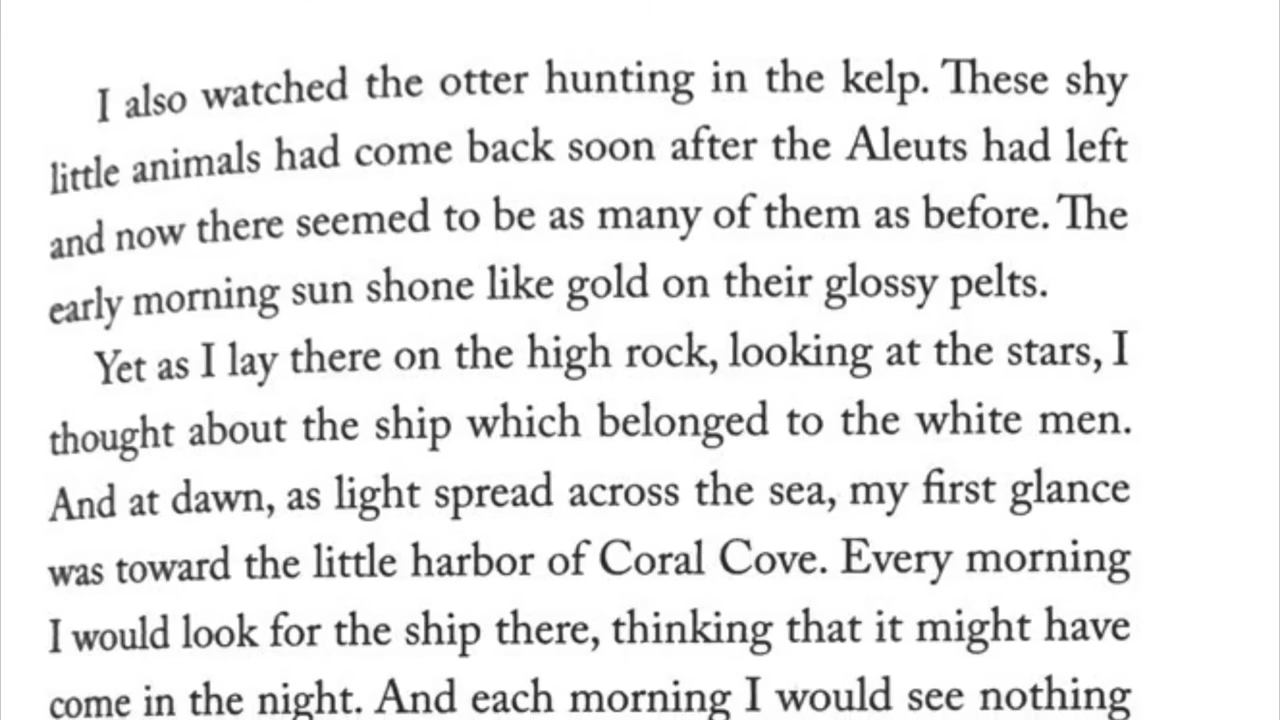 I also watched the otter hunting in the kelp. These shy
little animals had come back soon after the Aleuts had left
and now there seemed to be as many of them as before. The
early morning sun shone like gold on their glossy pelts.
Yet as I lay there on the high rock, looking at the stars, I
thought about the ship which belonged to the white men.
And at dawn, as light spread across the sea, my first glance
was toward the little harbor of Coral Cove. Every morning
I would look for the ship there, thinking that it might have
come in the night. And each morning I would see nothing